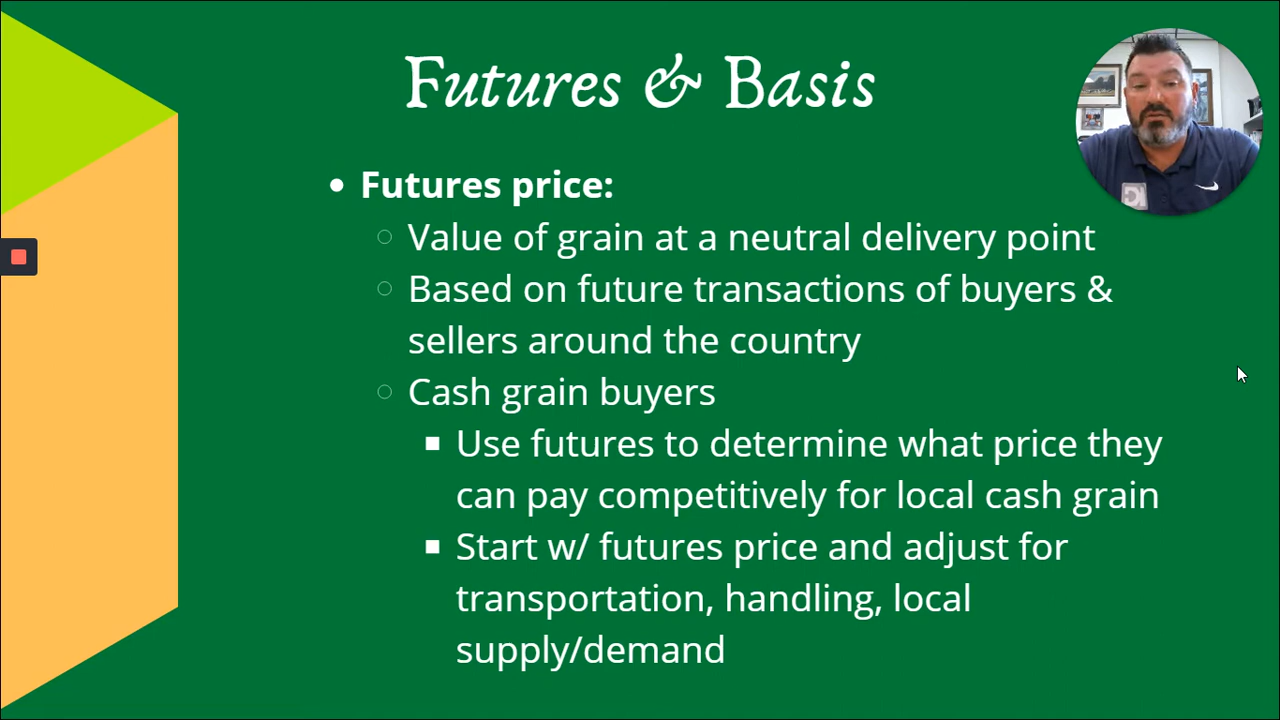 Futures & Basis
Futures price:
Value of grain at a neutral delivery point
Based on future transactions of buyers &
sellers around the country
Cash grain buyers
Use futures to determine what price they
can pay competitively for local cash grain
Start w/ futures price and adjust for
transportation, handling, local
supply/demand